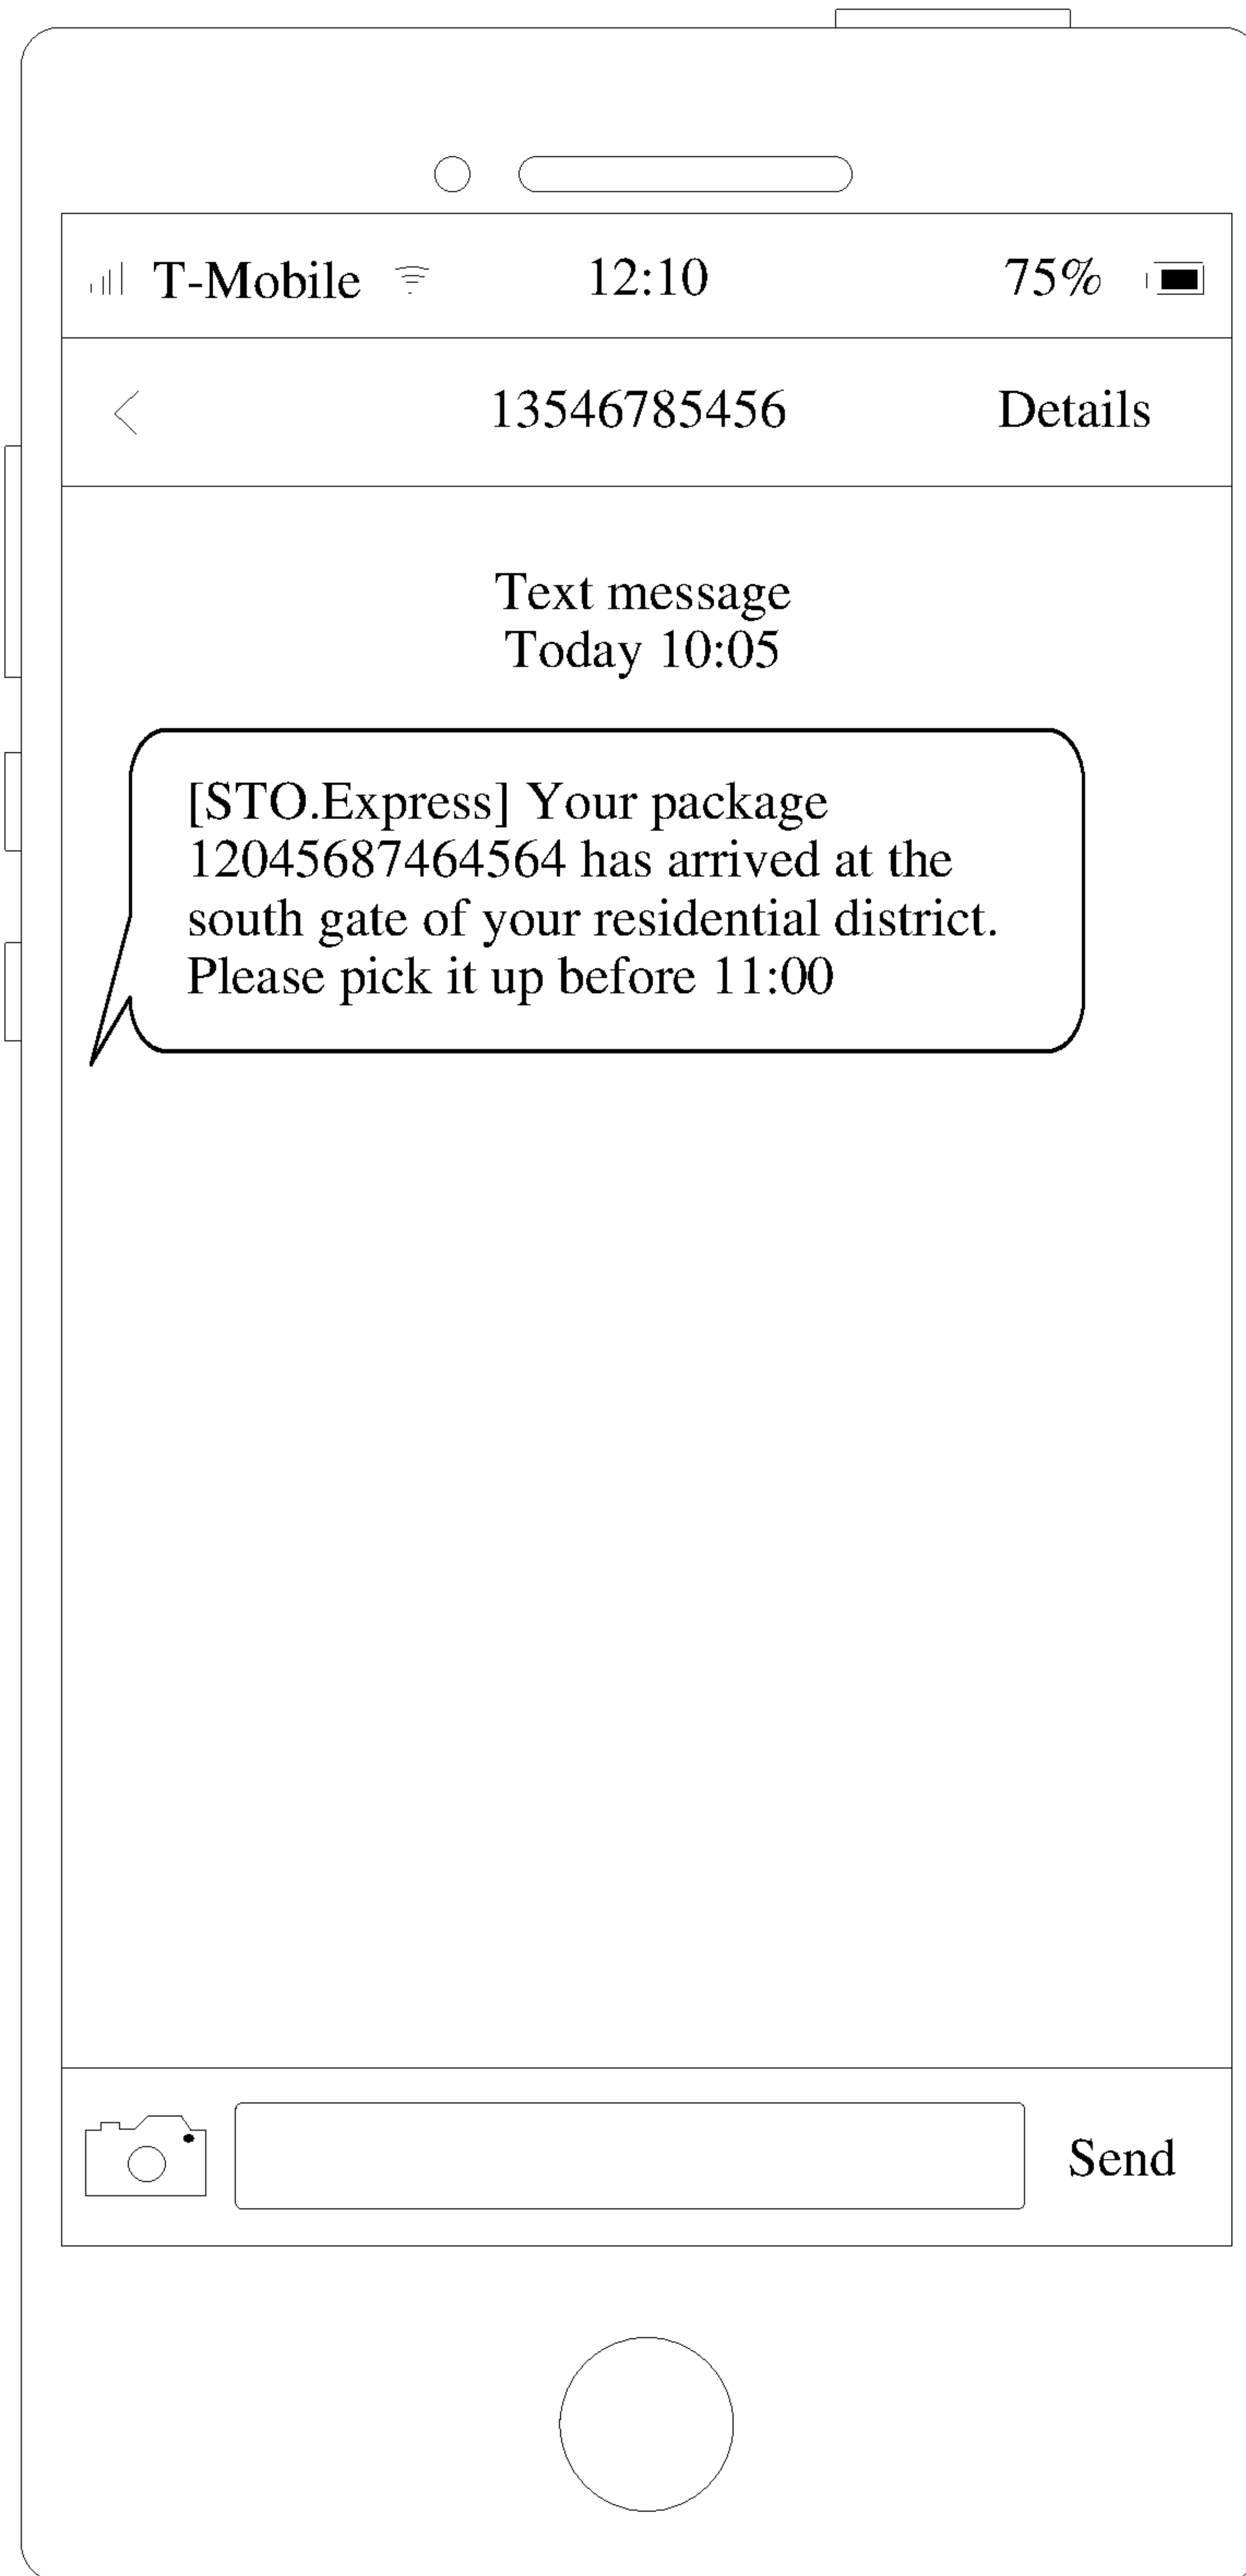 T-Mobile 12:10 75%
13546785456 Details
Text message
Today 10:05
[STO.Express] Your package
12045687464564 has arrived at the
south gate of your residential district.
Please pick it up before 11:00
Send